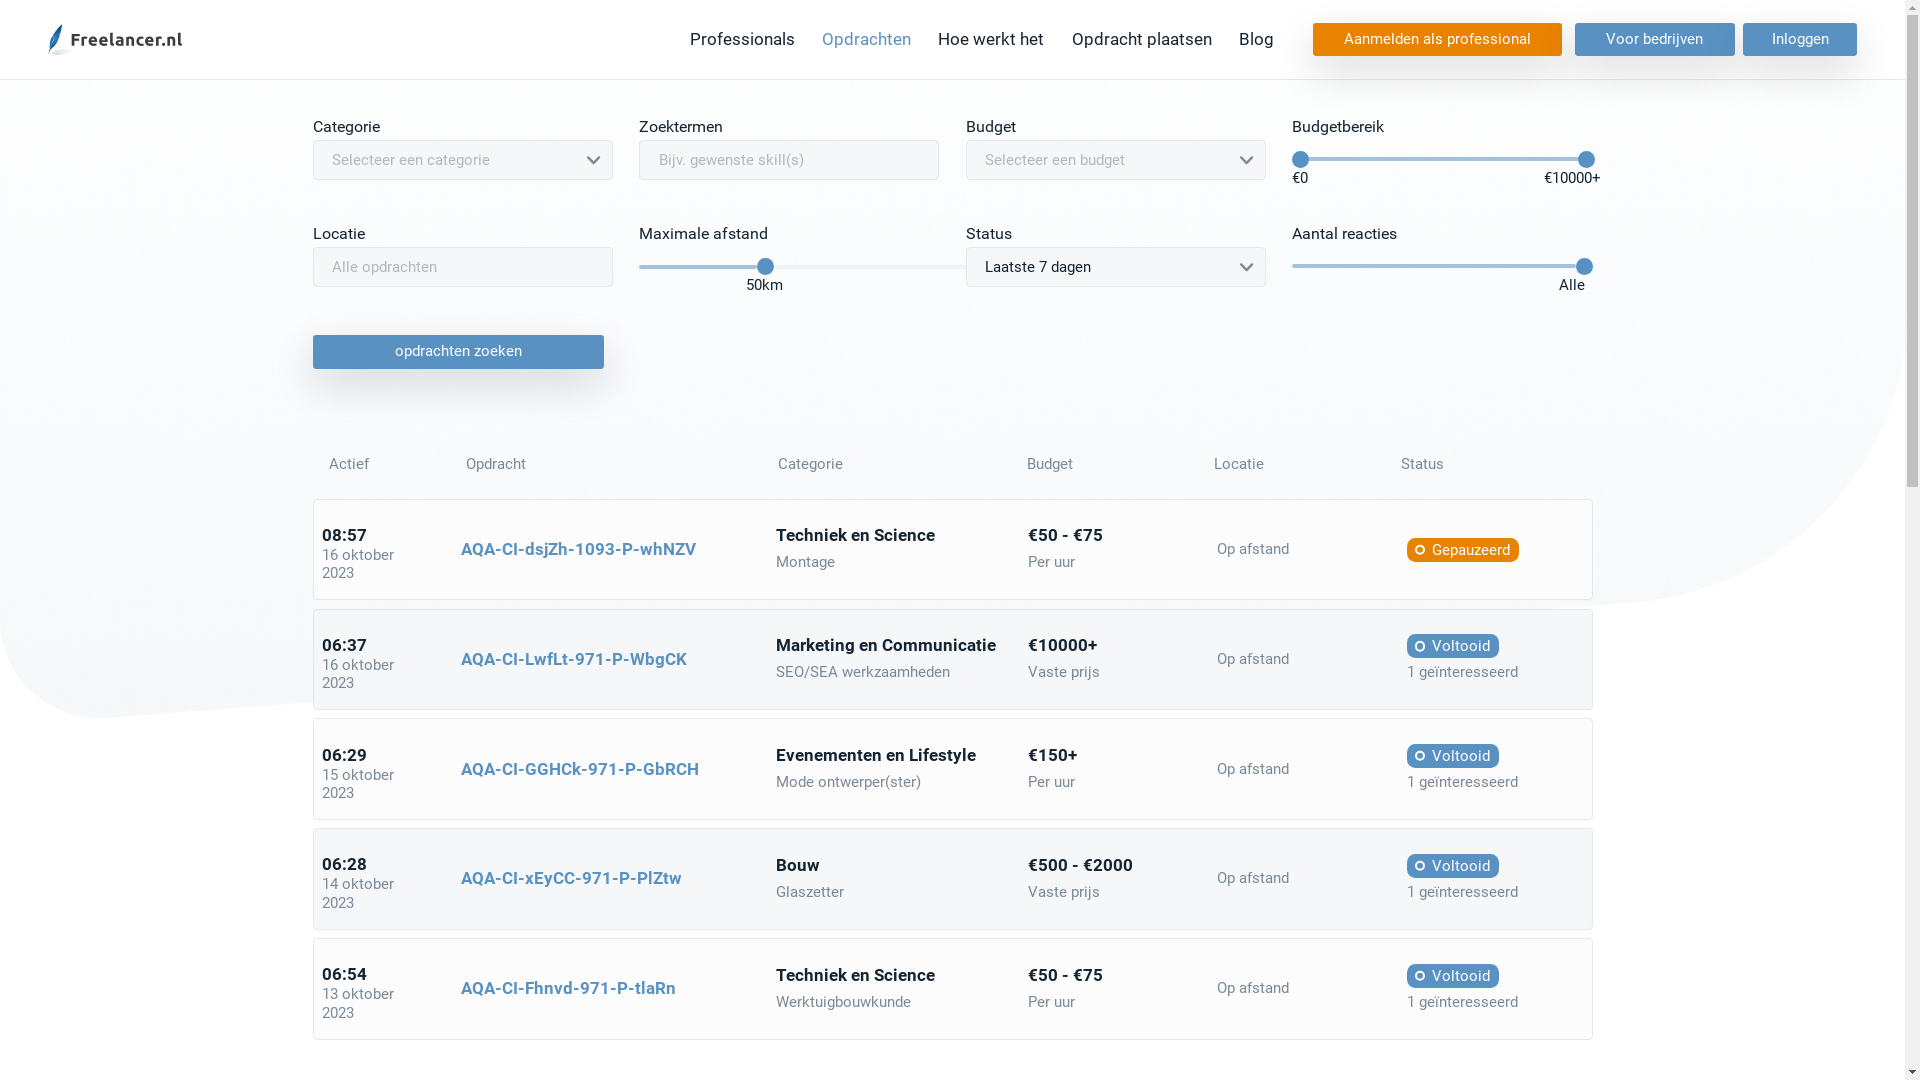 Freelancer.nl
Professionals Opdrachten Hoe werkt het Opdracht plaatsen Blog Aanmelden als professional Voor bedrijven Inloggen
Categorie Zoektermen Budget Budgetbereik
Selecteer een categorie Bijv. gewenste skill(s) Selecteer een budget
€0 €10000+
Locatie Maximale afstand Status Aantal reacties
Alle opdrachten Laatste 7 dagen
50km Alle
opdrachten zoeken
Actief Opdracht Categorie Budget Locatie Status
08:57
16 oktober
2023
AQA-CI-dsjZh-1093-P-whNZV
Techniek en Science
Montage
€50 - €75
Per uur
Op afstand
Gepauzeerd
06:37
16 oktober
2023
AQA-CI-LwfLt-971-P-WbgCK
Marketing en Communicatie
SEO/SEA werkzaamheden
€10000+
Vaste prijs
Op afstand
Voltooid
1 geïnteresseerd
06:29
15 oktober
2023
AQA-CI-GGHCk-971-P-GbRCH
Evenementen en Lifestyle
Mode ontwerper(ster)
€150+
Per uur
Op afstand
Voltooid
1 geïnteresseerd
06:28
14 oktober
2023
AQA-CI-xEyCC-971-P-PlZtw
Bouw
Glaszetter
€500 - €2000
Vaste prijs
Op afstand
Voltooid
1 geïnteresseerd
06:54
13 oktober
2023
AQA-CI-Fhnvd-971-P-tlaRn
Techniek en Science
Werktuigbouwkunde
€50 - €75
Per uur
Op afstand
Voltooid
1 geïnteresseerd